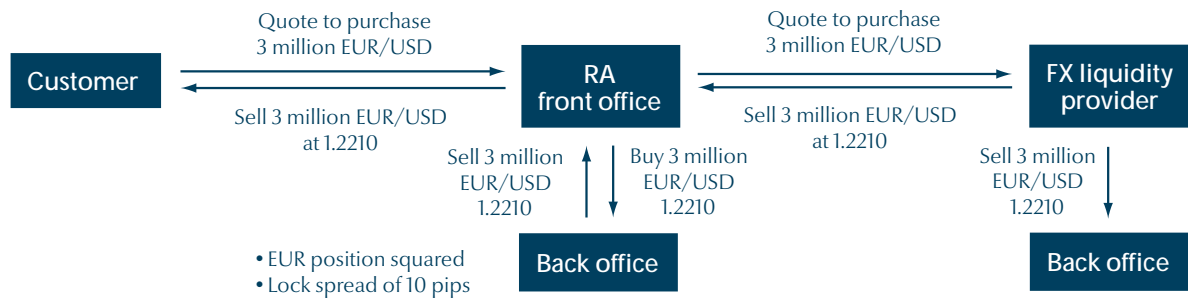 Quote to purchase
3 million EUR/USD
Quote to purchase
3 million EUR/USD
Customer
RA
front office
FX liquidity
provider
Sell 3 million EUR/USD
at 1.2210
Sell 3 million EUR/USD
at 1.2210
Sell 3 million
EUR/USD
1.2210
Buy 3 million
EUR/USD
1.2210
Sell 3 million
EUR/USD
1.2210
• EUR position squared
• Lock spread of 10 pips
Back office
Back office